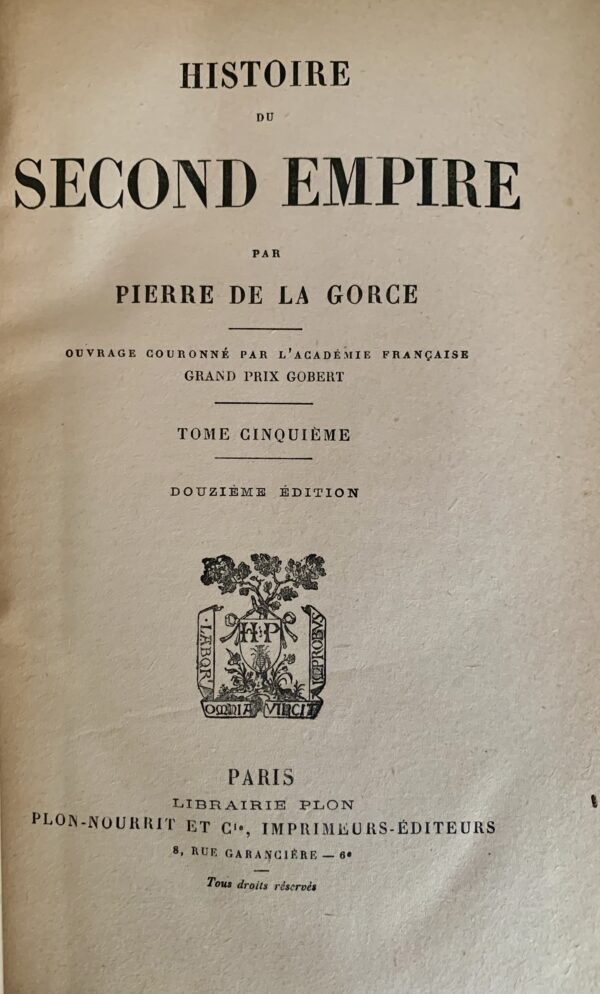 HISTOIRE
DU
SECOND EMPIRE
PAR
PIERRE DE LA GORCE
OUVRAGE COURONNÉ PAR L'ACADÉMIE FRANÇAISE
GRAND PRIX GOBERT
TOME CINQUIÈME
DOUZIÈME ÉDITION
H·P
LABOR
OMNIA VINCIT
IMPROBVS
PARIS
LIBRAIRIE PLON
PLON-NOURRIT ET Cie, IMPRIMEURS-ÉDITEURS
8, RUE GARANCIÈRE — 6e
Tous droits réservés